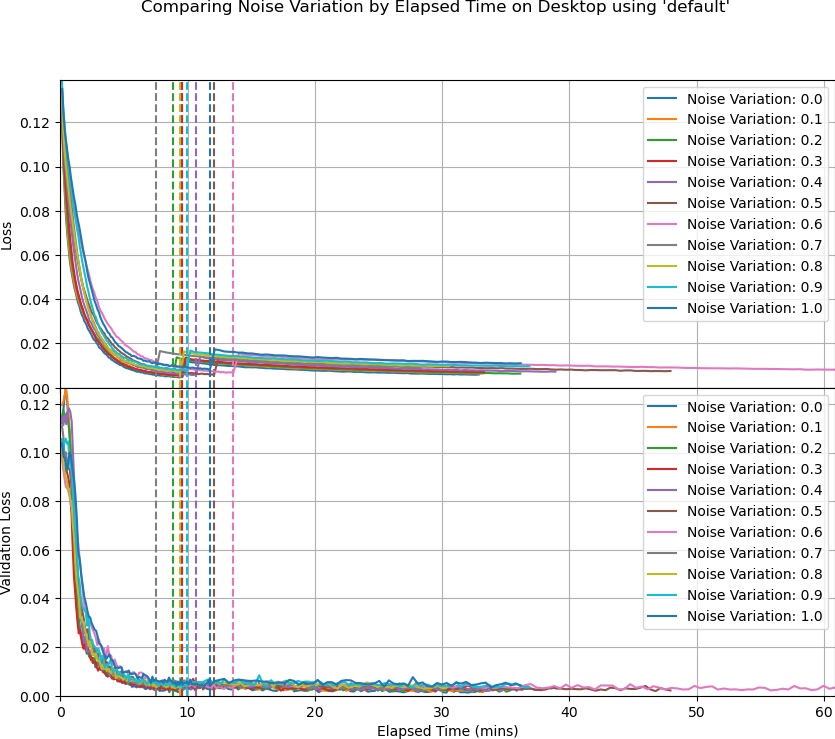 Comparing Noise Variation by Elapsed Time on Desktop using 'default'
0.12
0.10
0.08
0.06
0.04
0.02
0.00
Loss
Noise Variation: 0.0
Noise Variation: 0.1
Noise Variation: 0.2
Noise Variation: 0.3
Noise Variation: 0.4
Noise Variation: 0.5
Noise Variation: 0.6
Noise Variation: 0.7
Noise Variation: 0.8
Noise Variation: 0.9
Noise Variation: 1.0
0.12
0.10
0.08
0.06
0.04
0.02
0.00
Validation Loss
Noise Variation: 0.0
Noise Variation: 0.1
Noise Variation: 0.2
Noise Variation: 0.3
Noise Variation: 0.4
Noise Variation: 0.5
Noise Variation: 0.6
Noise Variation: 0.7
Noise Variation: 0.8
Noise Variation: 0.9
Noise Variation: 1.0
0 10 20 30 40 50 60
Elapsed Time (mins)